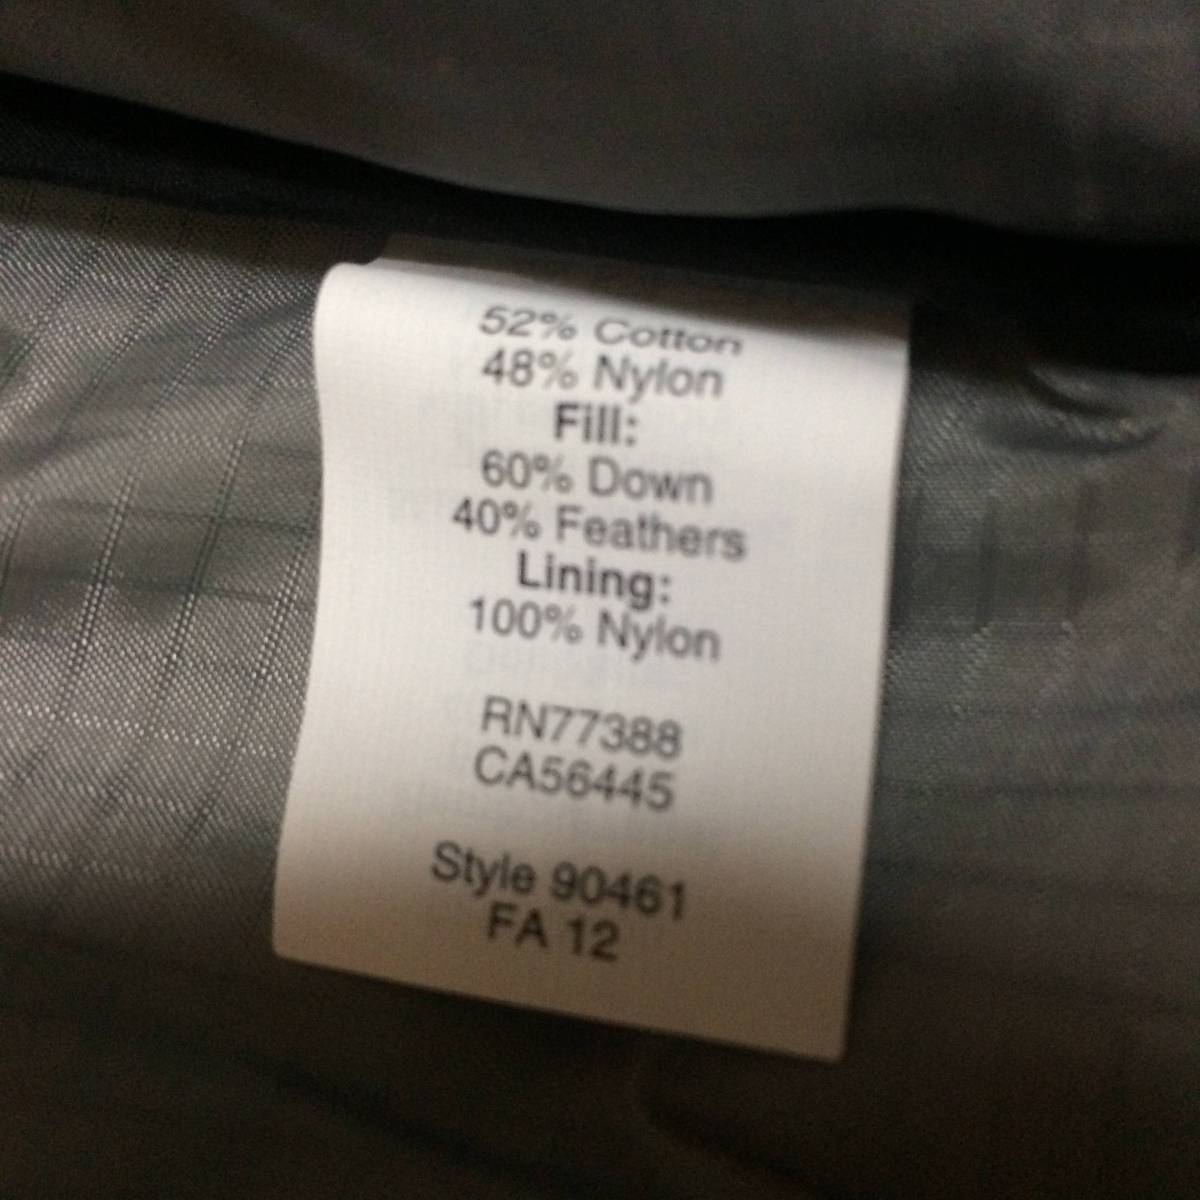 52% Cotton
48% Nylon
Fill:
60% Down
40% Feathers
Lining:
100% Nylon
RN77388
CA56445
Style 90461
FA 12